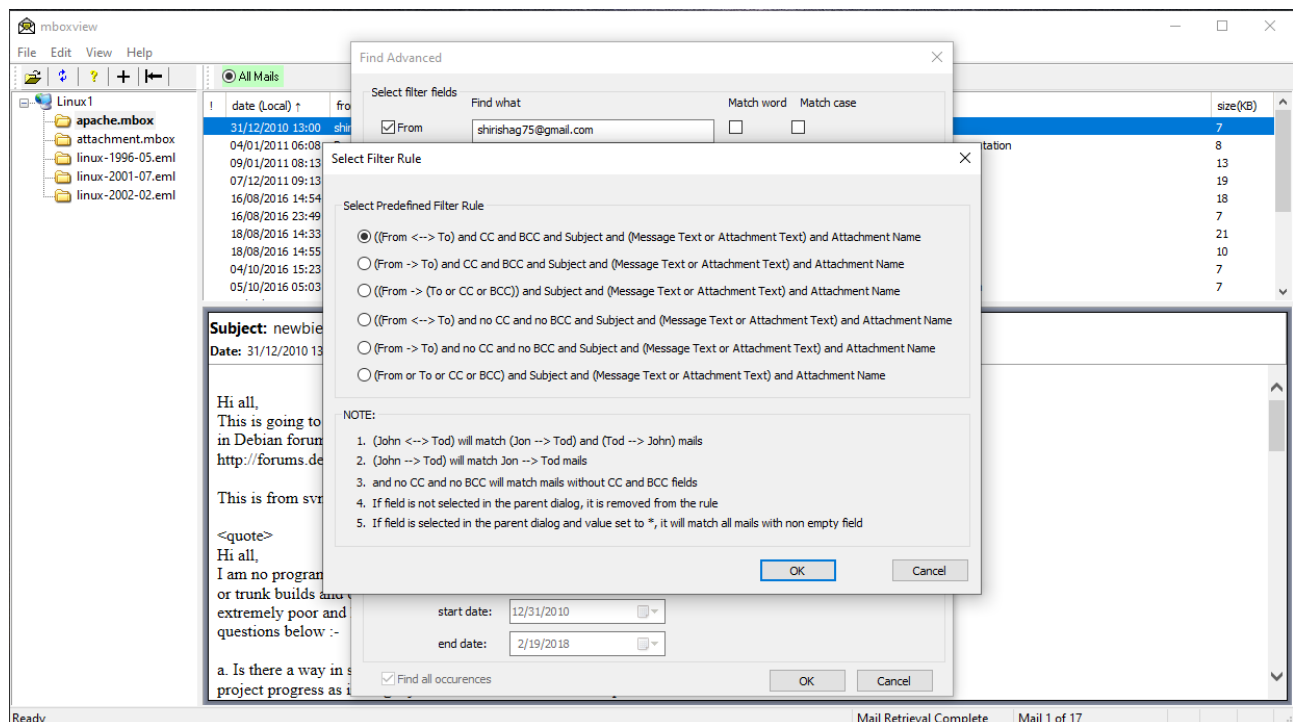 mboxview
File Edit View Help
All Mails
Linux1
apache.mbox
attachment.mbox
linux-1996-05.eml
linux-2001-07.eml
linux-2002-02.eml
! date (Local) ↑ fro
size(KB)
31/12/2010 13:00 shi 7
04/01/2011 06:08 tation 8
09/01/2011 08:13 13
07/12/2011 09:13 19
16/08/2016 14:54 18
16/08/2016 23:49 7
18/08/2016 14:33 21
18/08/2016 14:55 10
04/10/2016 15:23 7
05/10/2016 05:03 7
Find Advanced
Select filter fields
Find what Match word Match case
From shirishag75@gmail.com
Select Filter Rule
Select Predefined Filter Rule
((From <--> To) and CC and BCC and Subject and (Message Text or Attachment Text) and Attachment Name
(From -> To) and CC and BCC and Subject and (Message Text or Attachment Text) and Attachment Name
((From -> (To or CC or BCC)) and Subject and (Message Text or Attachment Text) and Attachment Name
((From <--> To) and no CC and no BCC and Subject and (Message Text or Attachment Text) and Attachment Name
(From -> To) and no CC and no BCC and Subject and (Message Text or Attachment Text) and Attachment Name
(From or To or CC or BCC) and Subject and (Message Text or Attachment Text) and Attachment Name
NOTE:
1. (John <--> Tod) will match (Jon --> Tod) and (Tod --> John) mails
2. (John --> Tod) will match Jon --> Tod mails
3. and no CC and no BCC will match mails without CC and BCC fields
4. If field is not selected in the parent dialog, it is removed from the rule
5. If field is selected in the parent dialog and value set to *, it will match all mails with non empty field
OK Cancel
start date: 12/31/2010
end date: 2/19/2018
Find all occurences
OK Cancel
Subject: newbie
Date: 31/12/2010 13
Hi all,
This is going to
in Debian forum
http://forums.de
This is from svn
<quote>
Hi all,
I am no program
or trunk builds and
extremely poor and
questions below :-
a. Is there a way in s
project progress as i
Ready
Mail Retrieval Complete Mail 1 of 17